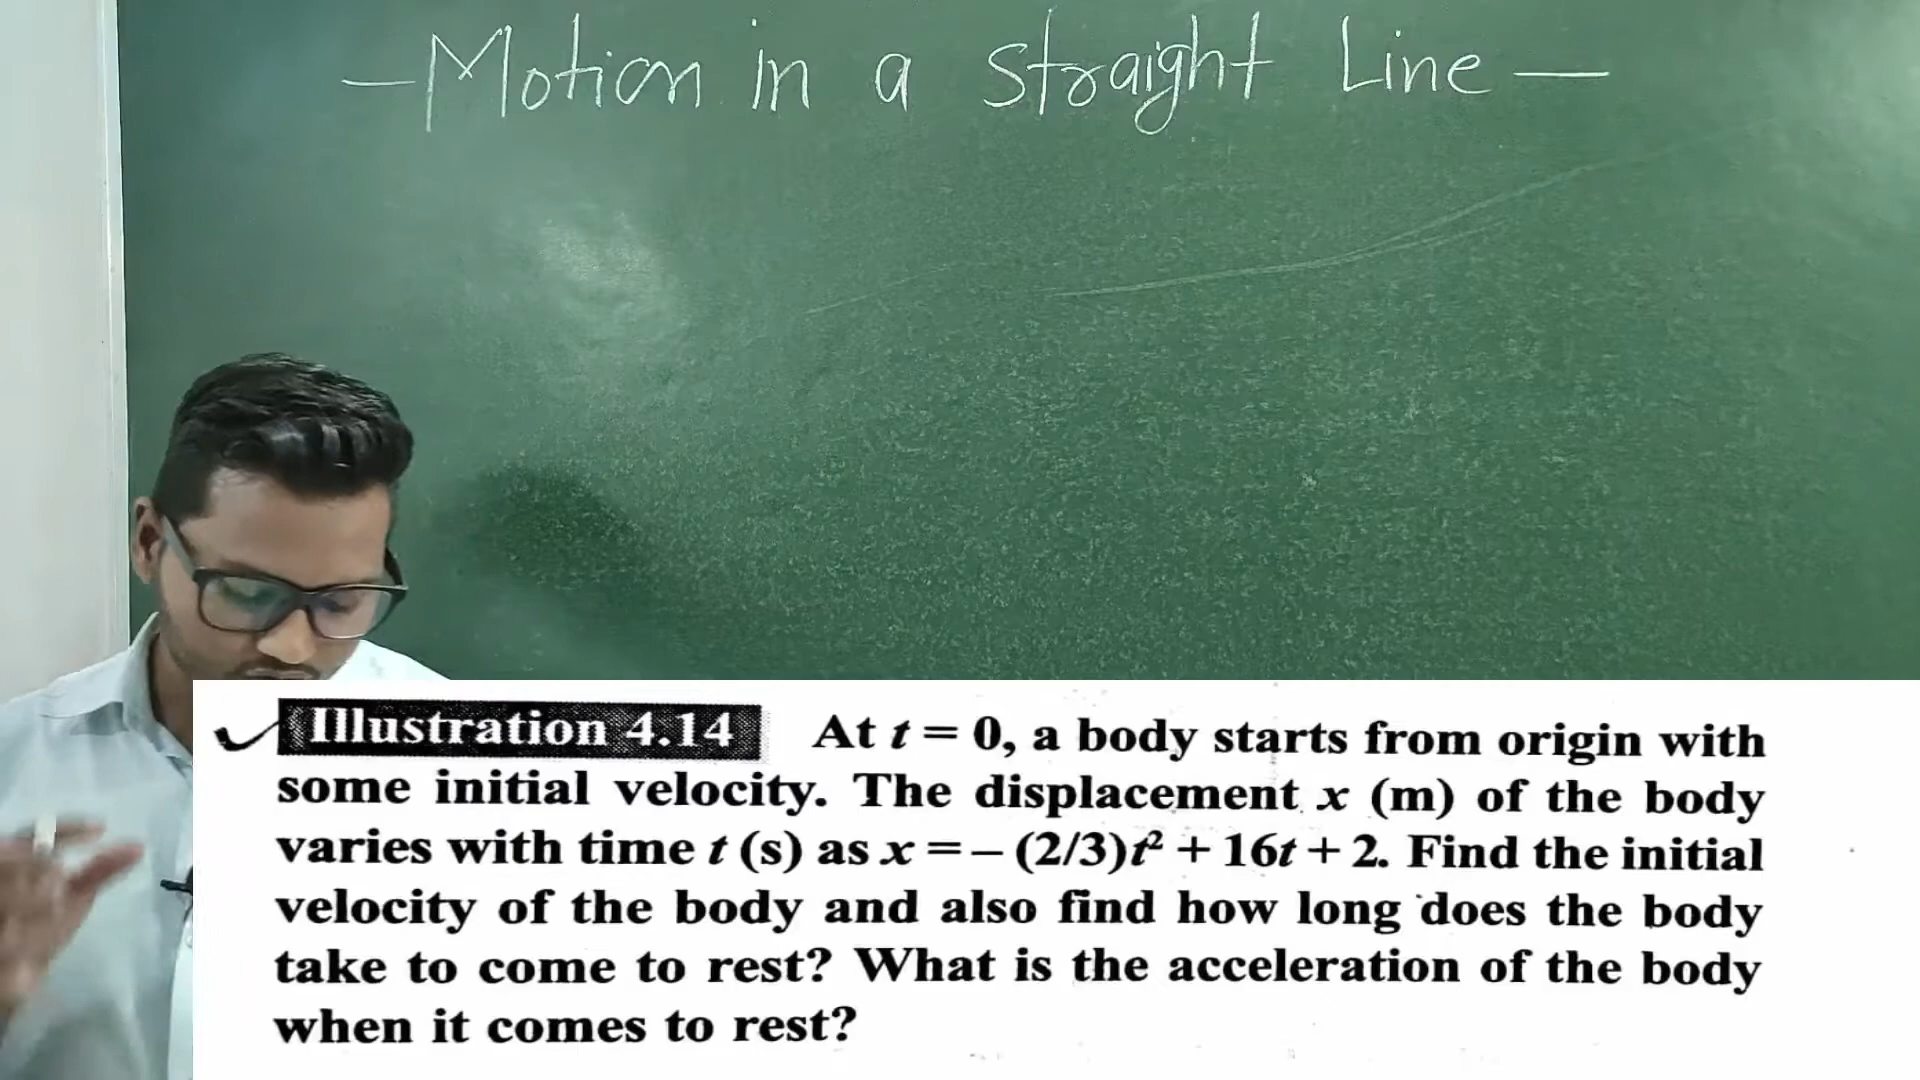 — Motion in a Straight Line —
Illustration 4.14 At t = 0, a body starts from origin with
some initial velocity. The displacement x (m) of the body
varies with time t (s) as x = – (2/3)t² + 16t + 2. Find the initial
velocity of the body and also find how long does the body
take to come to rest? What is the acceleration of the body
when it comes to rest?